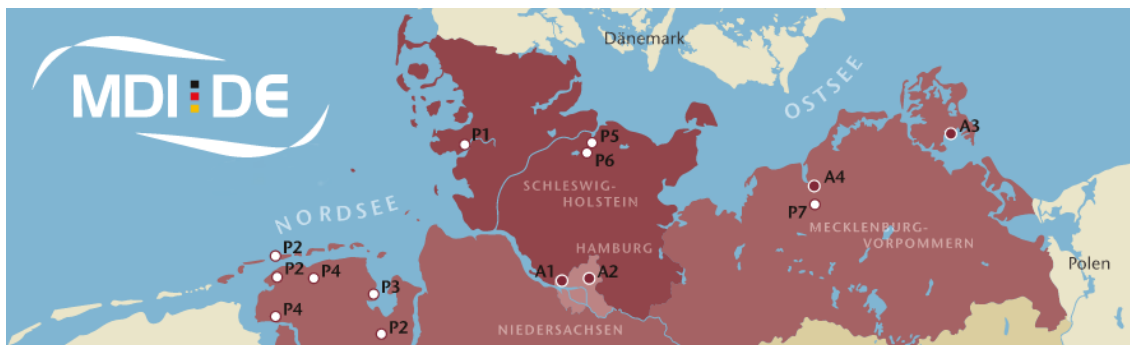 MDI:DE
Dänemark
OSTSEE
NORDSEE
P1
P5
P6
A3
A4
P7
SCHLESWIG-
HOLSTEIN
MECKLENBURG-
VORPOMMERN
HAMBURG
P2
P2
P4
P3
P4
P2
A1
A2
NIEDERSACHSEN
Polen